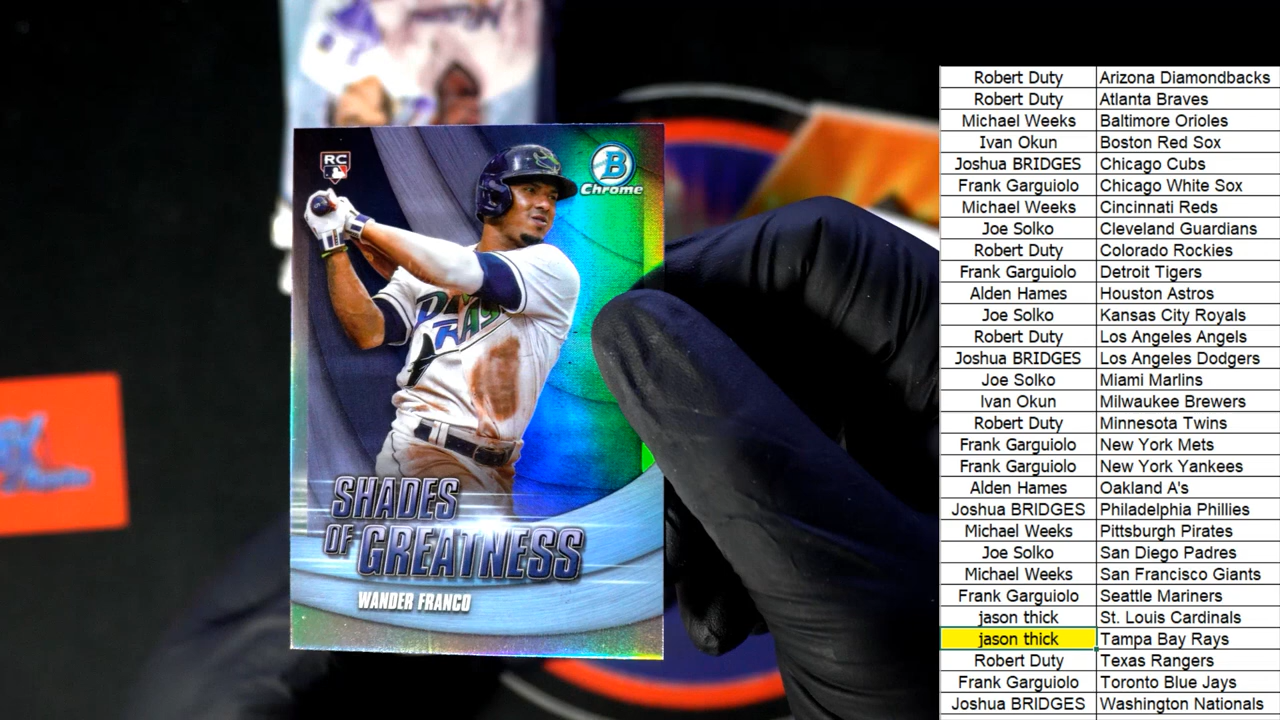 RC
B
Chrome
RAYS
SHADES
OF GREATNESS
WANDER FRANCO
Robert Duty Arizona Diamondbacks
Robert Duty Atlanta Braves
Michael Weeks Baltimore Orioles
Ivan Okun Boston Red Sox
Joshua BRIDGES Chicago Cubs
Frank Garguiolo Chicago White Sox
Michael Weeks Cincinnati Reds
Joe Solko Cleveland Guardians
Robert Duty Colorado Rockies
Frank Garguiolo Detroit Tigers
Alden Hames Houston Astros
Joe Solko Kansas City Royals
Robert Duty Los Angeles Angels
Joshua BRIDGES Los Angeles Dodgers
Joe Solko Miami Marlins
Ivan Okun Milwaukee Brewers
Robert Duty Minnesota Twins
Frank Garguiolo New York Mets
Frank Garguiolo New York Yankees
Alden Hames Oakland A's
Joshua BRIDGES Philadelphia Phillies
Michael Weeks Pittsburgh Pirates
Joe Solko San Diego Padres
Michael Weeks San Francisco Giants
Frank Garguiolo Seattle Mariners
jason thick St. Louis Cardinals
jason thick Tampa Bay Rays
Robert Duty Texas Rangers
Frank Garguiolo Toronto Blue Jays
Joshua BRIDGES Washington Nationals